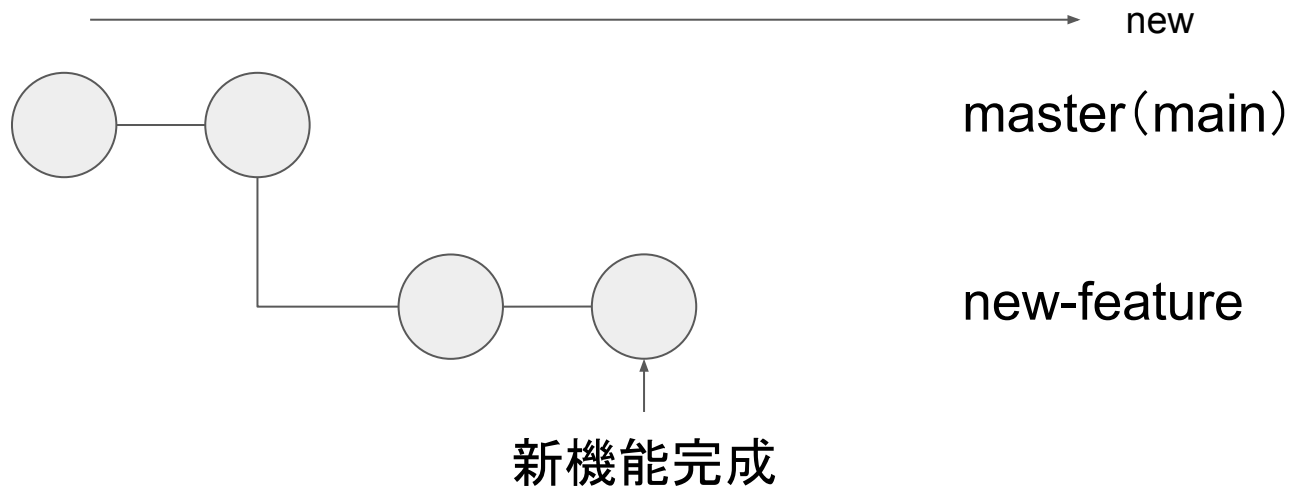 new
master（main）
new-feature
新機能完成